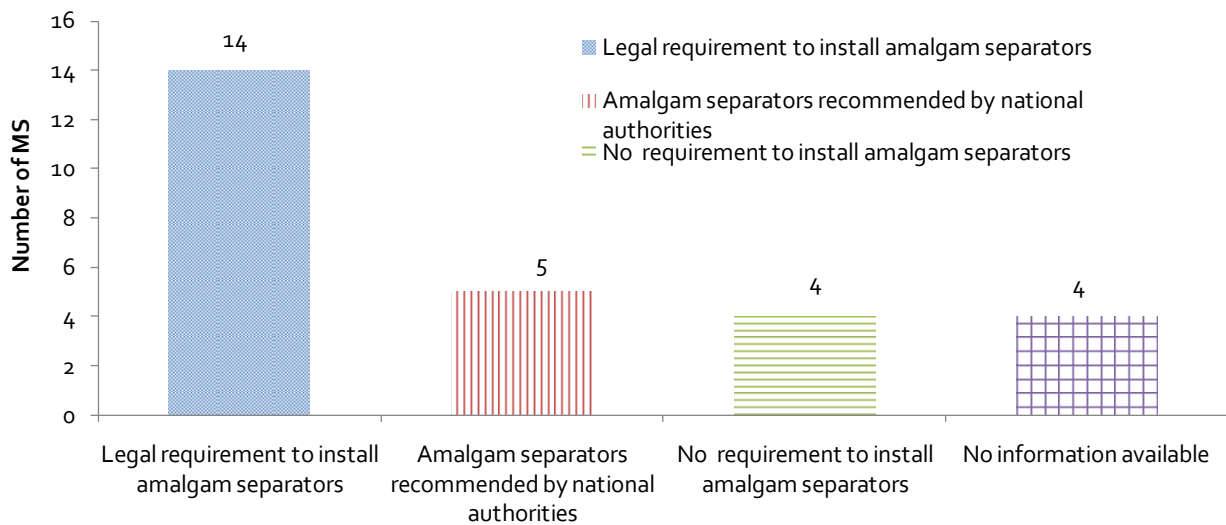 16
14
12
10
8
6
4
2
0
Number of MS
14
5
4
4
Legal requirement to install amalgam separators
Amalgam separators recommended by national
authorities
No requirement to install amalgam separators
Legal requirement to install
amalgam separators
Amalgam separators
recommended by national
authorities
No requirement to install
amalgam separators
No information available